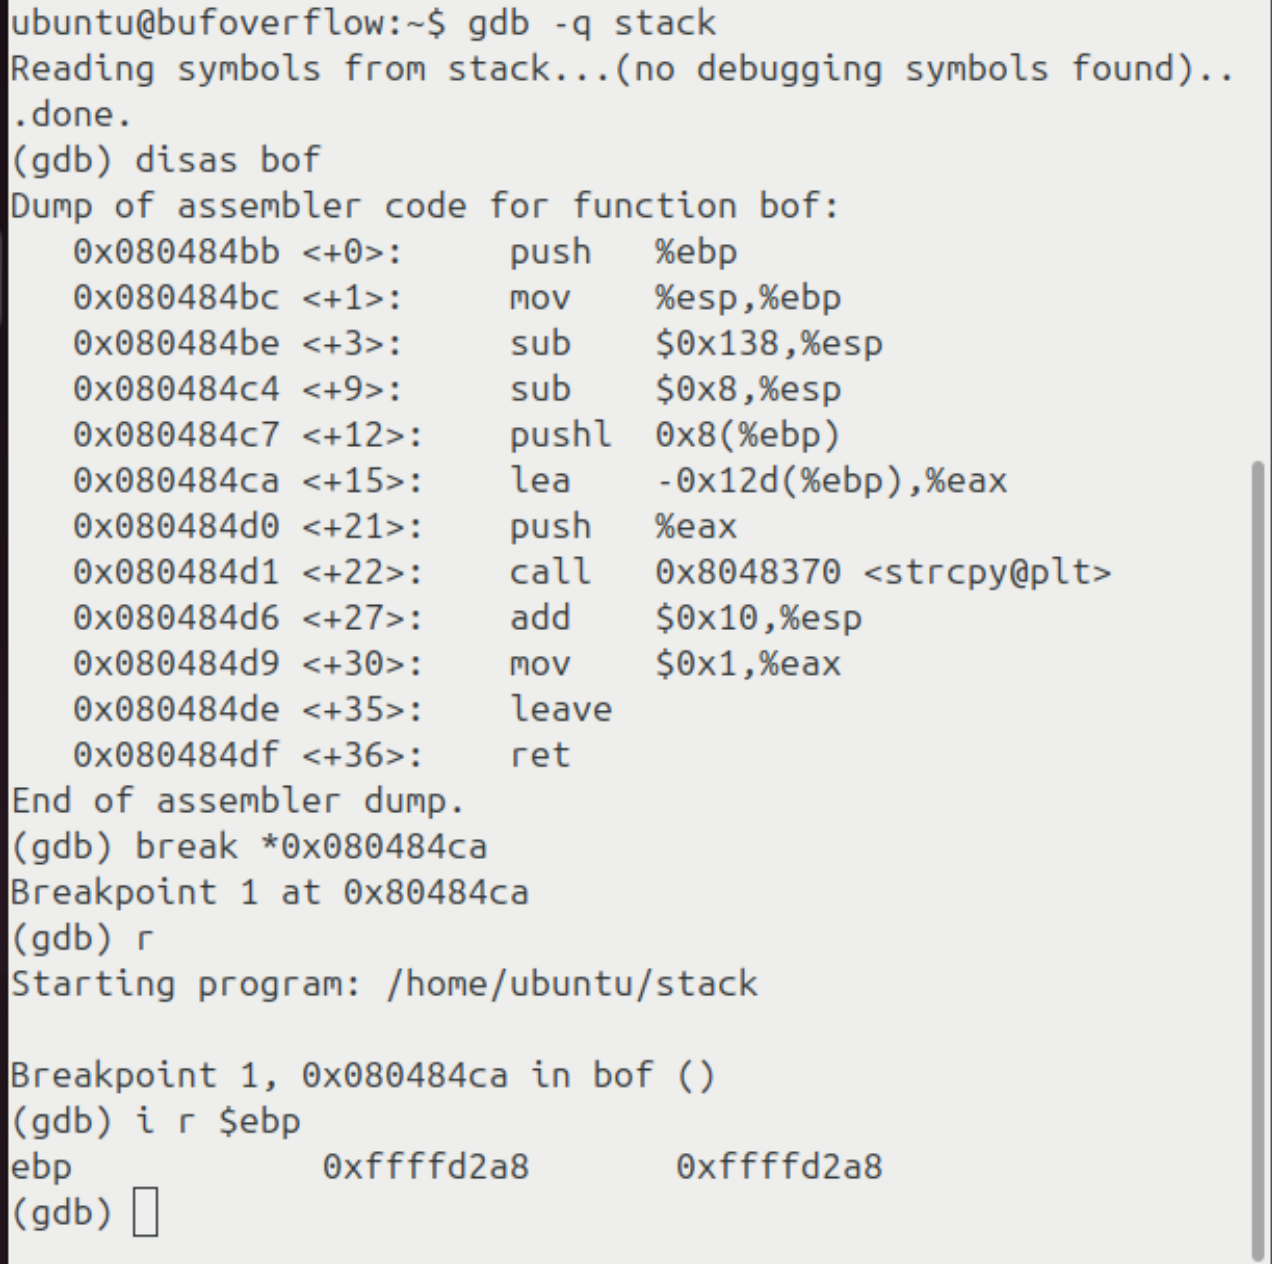 ubuntu@bufoverflow:~$ gdb -q stack
Reading symbols from stack...(no debugging symbols found)..
.done.
(gdb) disas bof
Dump of assembler code for function bof:
   0x080484bb <+0>:     push   %ebp
   0x080484bc <+1>:     mov    %esp,%ebp
   0x080484be <+3>:     sub    $0x138,%esp
   0x080484c4 <+9>:     sub    $0x8,%esp
   0x080484c7 <+12>:    pushl  0x8(%ebp)
   0x080484ca <+15>:    lea    -0x12d(%ebp),%eax
   0x080484d0 <+21>:    push   %eax
   0x080484d1 <+22>:    call   0x8048370 <strcpy@plt>
   0x080484d6 <+27>:    add    $0x10,%esp
   0x080484d9 <+30>:    mov    $0x1,%eax
   0x080484de <+35>:    leave
   0x080484df <+36>:    ret
End of assembler dump.
(gdb) break *0x080484ca
Breakpoint 1 at 0x80484ca
(gdb) r
Starting program: /home/ubuntu/stack

Breakpoint 1, 0x080484ca in bof ()
(gdb) i r $ebp
ebp            0xffffd2a8       0xffffd2a8
(gdb)